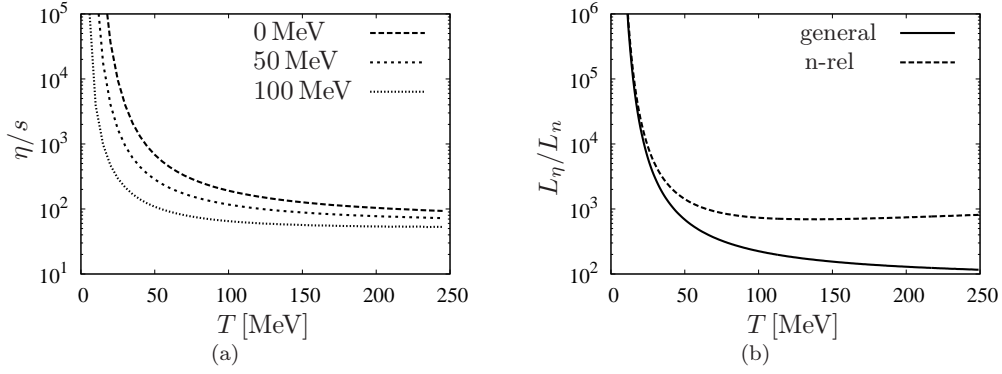 10^5
10^4
10^3
10^2
10^1
η/s
0 MeV
50 MeV
100 MeV
0 50 100 150 200 250
T [MeV]
(a)
10^6
10^5
10^4
10^3
10^2
L_η/L_n
general
n-rel
0 50 100 150 200 250
T [MeV]
(b)